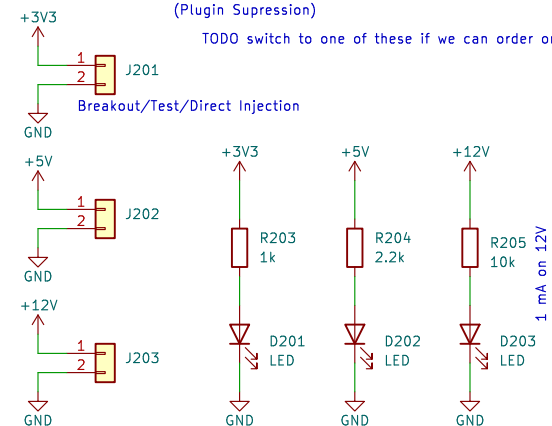 (Plugin Supression)
TODO switch to one of these if we can order
+3V3
1
2
J201
GND
Breakout/Test/Direct Injection
+5V
1
2
J202
GND
+12V
1
2
J203
GND
+3V3
R203
1k
D201
LED
GND
+5V
R204
2.2k
D202
LED
GND
+12V
R205
10k
D203
LED
GND
1 mA on 12V